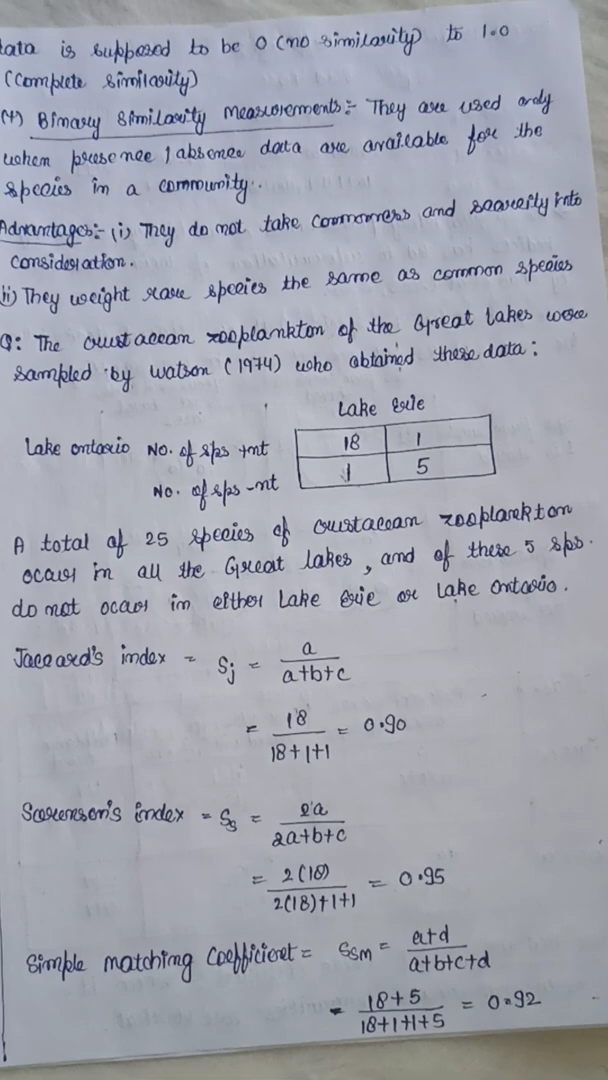 data is supposed to be 0 (no similarity) to 1.0
(complete similarity)
(4) Binary Similarity Measurements:- They are used only
when presence / absence data are available for the
species in a community.
Advantages:- (i) They do not take commonness and scarcity into
consideration.
ii) They weight rare species the same as common species
Q: The crustacean zooplankton of the Great lakes were
sampled by watson (1974) who abtained these data:
Lake Erie
Lake ontario No. of sps +nt 18 1
No. of sps -nt 1 5
A total of 25 species of crustacean zooplankton
occur in all the Great lakes, and of these 5 sps.
do not occur in either Lake Erie or Lake Ontario.
Jaccard's index = Sj = a / a+b+c
= 18 / 18+1+1 = 0.90
Sorenson's index = Ss = 2a / 2a+b+c
= 2(18) / 2(18)+1+1 = 0.95
Simple matching Coefficient = SSM = a+d / a+b+c+d
= 18+5 / 18+1+1+5 = 0.92